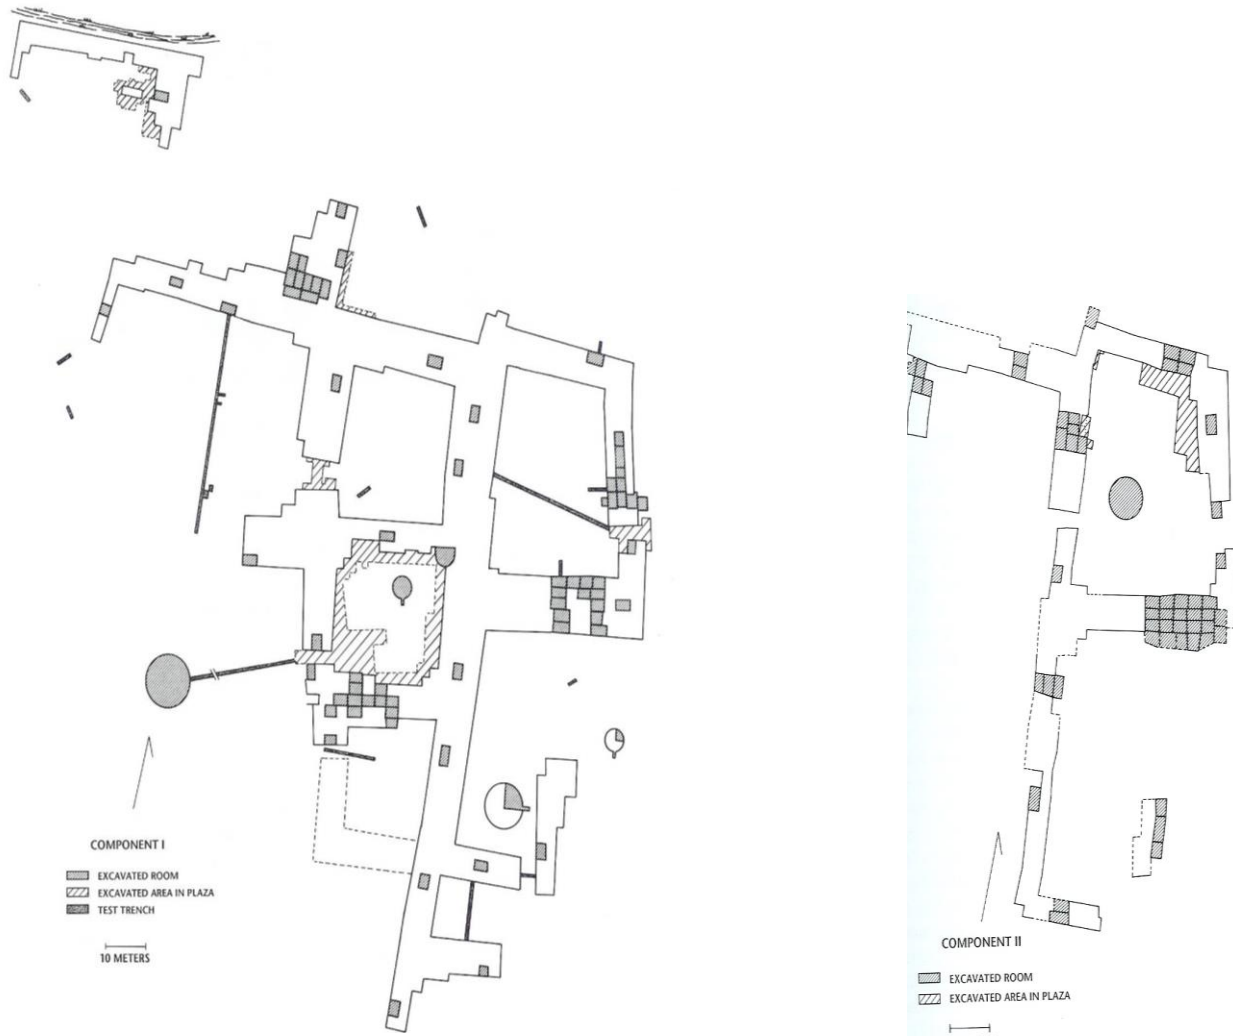 COMPONENT I
EXCAVATED ROOM
EXCAVATED AREA IN PLAZA
TEST TRENCH
10 METERS
COMPONENT II
EXCAVATED ROOM
EXCAVATED AREA IN PLAZA